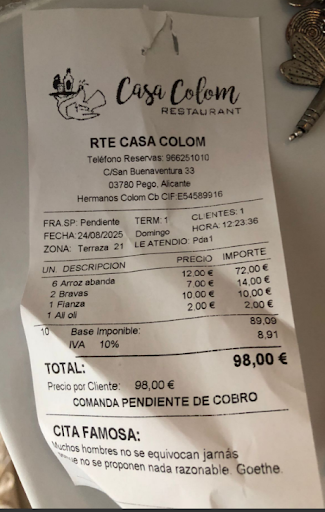 Casa Colom
RESTAURANT
RTE CASA COLOM
Teléfono Reservas: 966251010
C/San Buenaventura 33
03780 Pego, Alicante
Hermanos Colom Cb CIF:E54589916
FRA SP: Pendiente TERM: 1 CLIENTES: 1
FECHA: 24/08/2025 Domingo HORA: 12:23:36
ZONA: Terraza 21 LE ATENDIO: Pda1
UN. DESCRIPCION PRECIO IMPORTE
6 Arroz abanda 12,00 € 72,00 €
2 Bravas 7,00 € 14,00 €
1 Fianza 10,00 € 10,00 €
1 Ali oli 2,00 € 2,00 €
10 Base Imponible: 89,09
IVA 10% 8,91
TOTAL: 98,00 €
Precio por Cliente: 98,00 €
COMANDA PENDIENTE DE COBRO
CITA FAMOSA:
Muchos hombres no se equivocan jamás
que no se proponen nada razonable. Goethe.